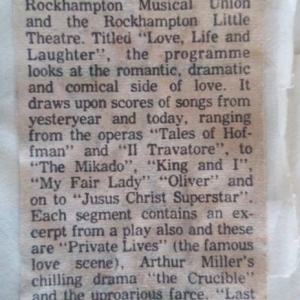 Rockhampton Musical Union
and the Rockhampton Little
Theatre. Titled "Love, Life and
Laughter", the programme
looks at the romantic, dramatic
and comical side of love. It
draws upon scores of songs from
yesteryear and today, ranging
from the operas "Tales of Hof-
fman" and "Il Travatore", to
"The Mikado", "King and I",
"My Fair Lady" "Oliver" and
on to "Jusus Christ Superstar".
Each segment contains an ex-
cerpt from a play also and these
are "Private Lives" (the famous
love scene), Arthur Miller's
chilling drama "the Crucible"
and the uproarious farce, "Last